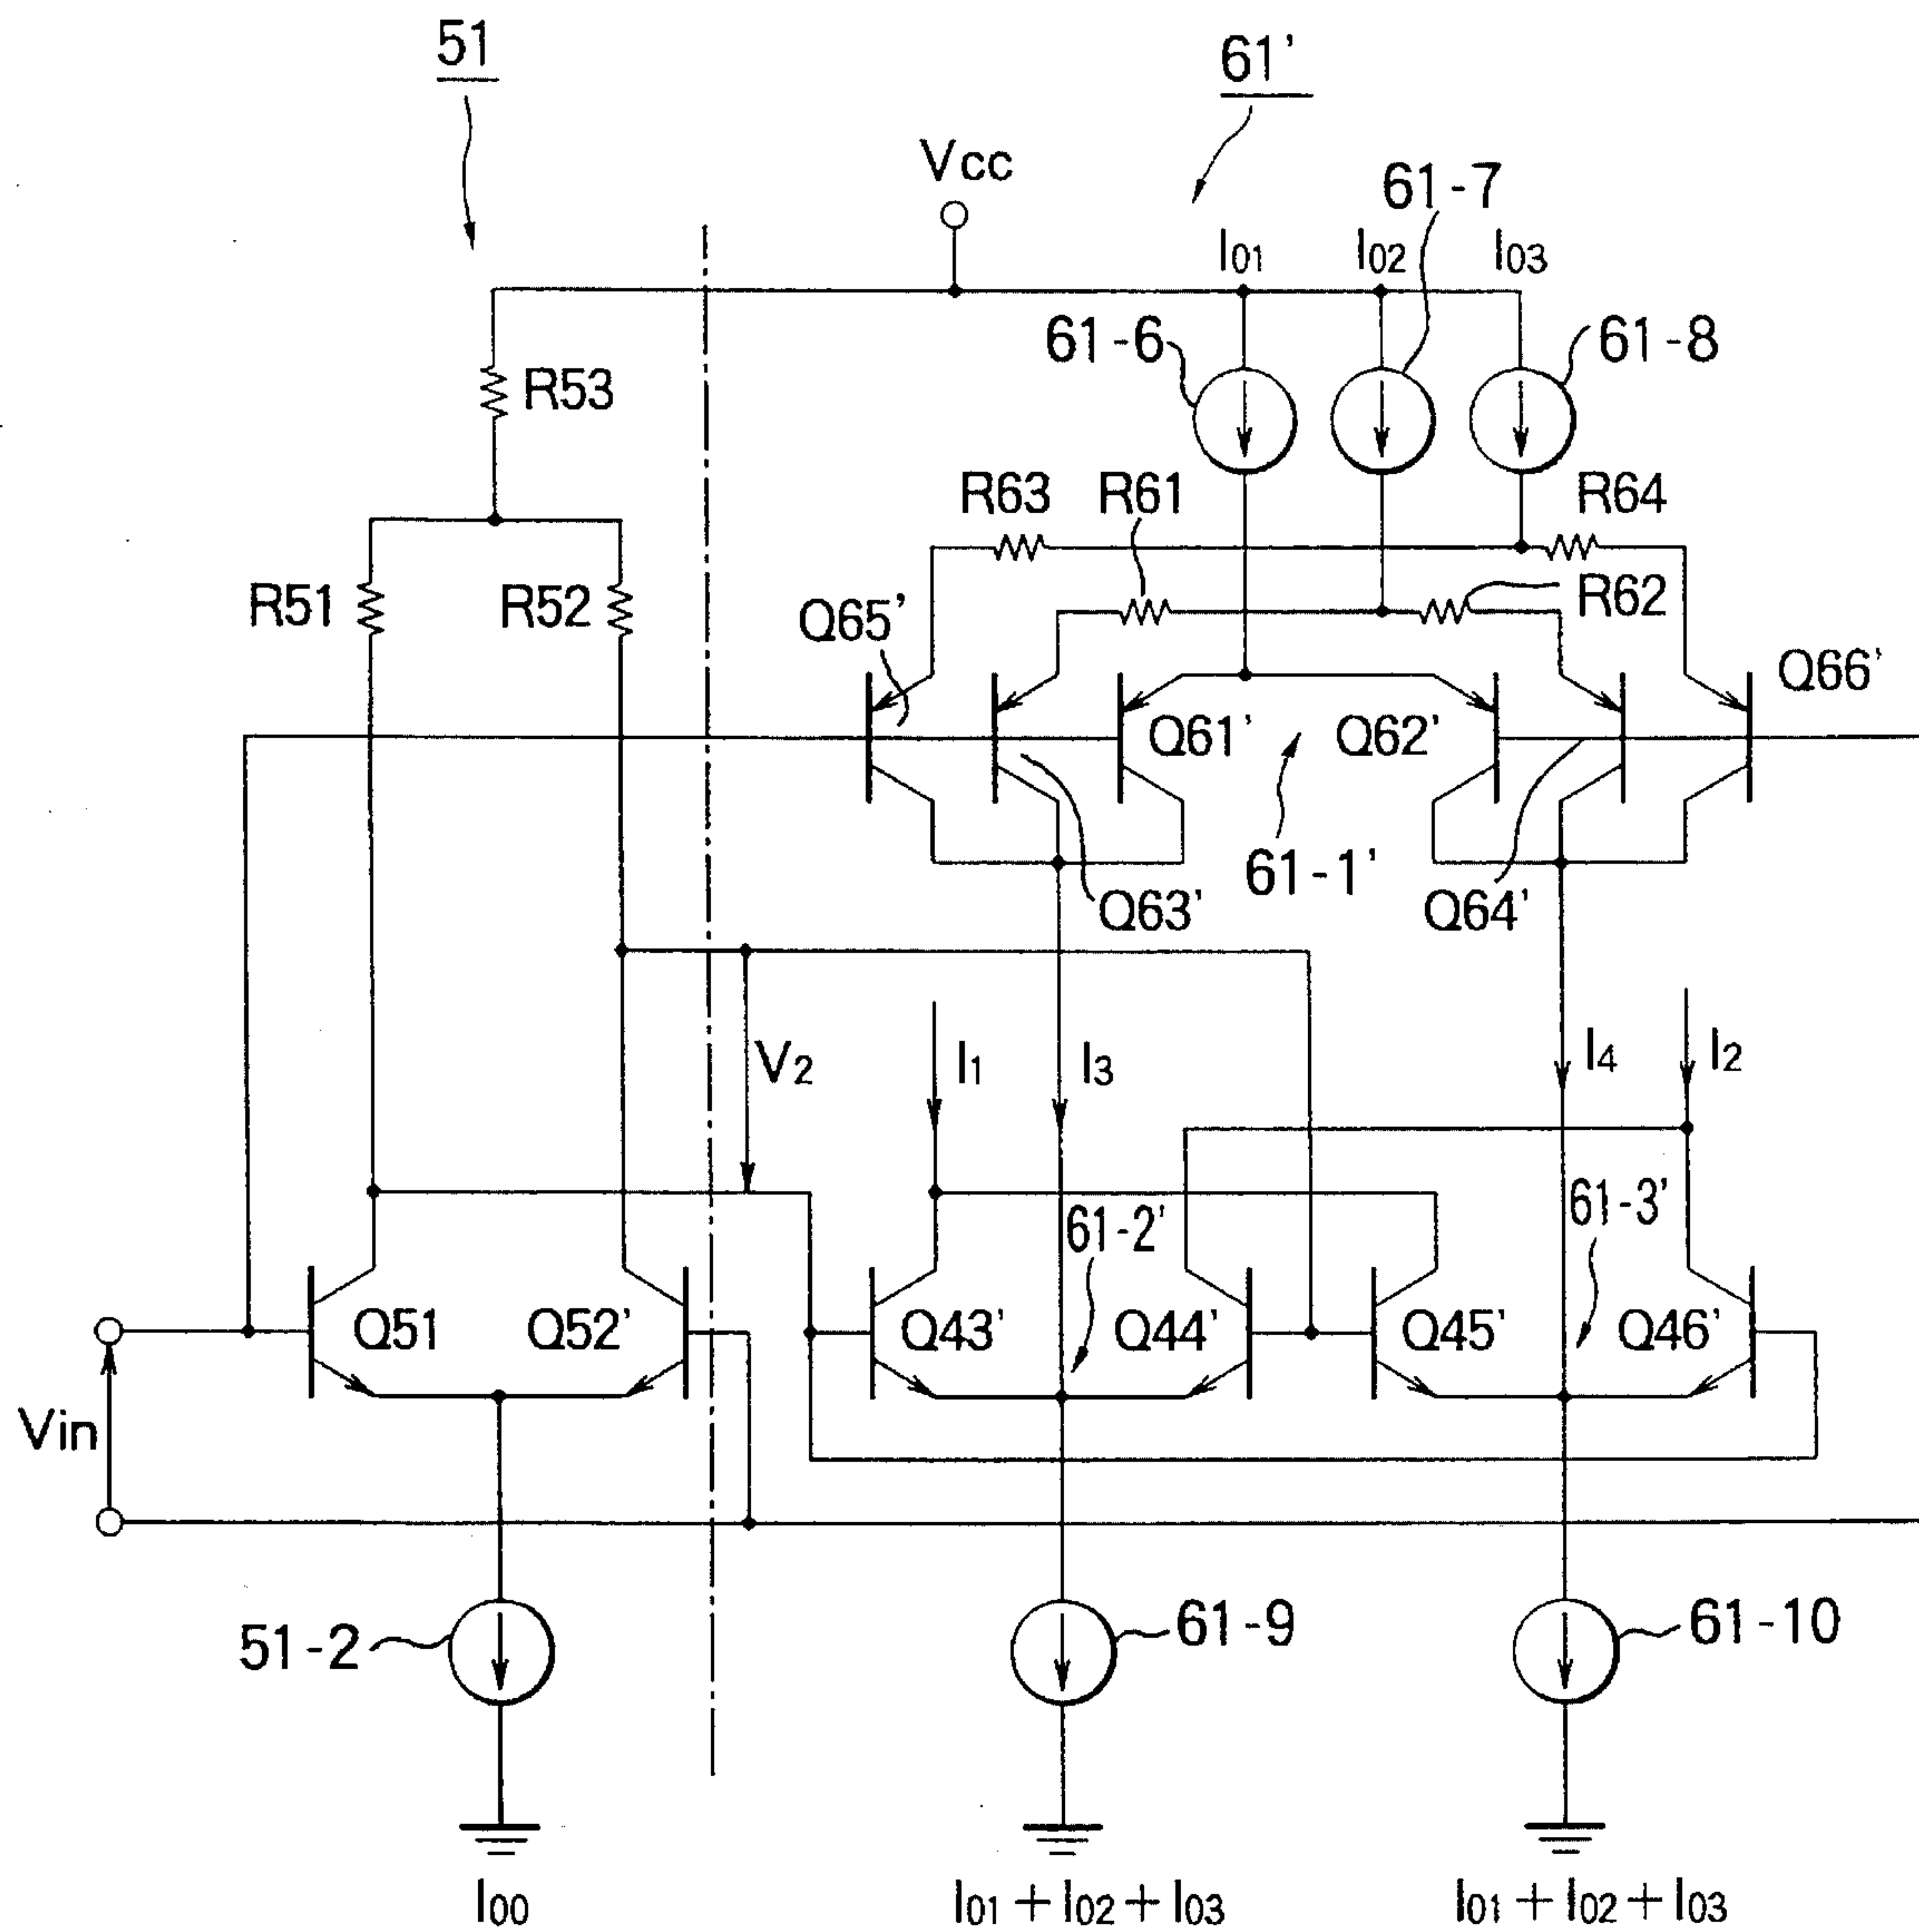 51
61'
Vcc
61-7
I01
I02
I03
61-6
61-8
R53
R63
R61
R64
R51
R52
R62
Q65'
Q66'
Q61'
Q62'
61-1'
Q63'
Q64'
V2
I1
I3
I4
I2
61-2'
61-3'
Q51
Q52'
Q43'
Q44'
Q45'
Q46'
Vin
51-2
61-9
61-10
I00
I01 + I02 + I03
I01 + I02 + I03